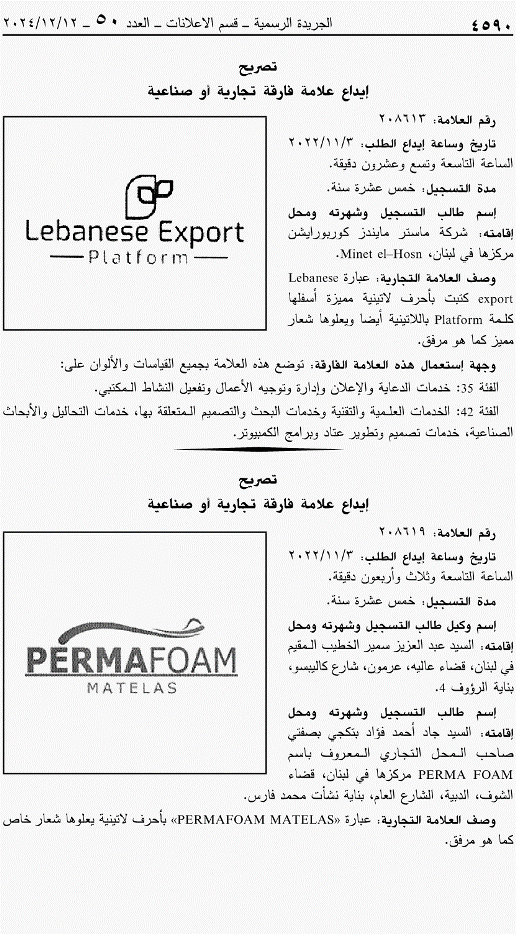 ٤٥٩٠ الجريدة الرسمية ــ قسم الاعلانات ــ العدد ٥٠ ــ ٢٠٢٤/١٢/١٢
تصريح
إيداع علامة فارقة تجارية أو صناعية
رقم العلامة: ٢٠٨٦١٣
تاريخ وساعة إيداع الطلب: ٢٠٢٢/١١/٣
الساعة التاسعة وتسع وعشرون دقيقة.
مدة التسجيل: خمس عشرة سنة.
إسم طالب التسجيل وشهرته ومحل
إقامته: شركة ماستر مايندز كوربورايشن
مركزها في لبنان، Minet el–Hosn.
وصف العلامة التجارية: عبارة Lebanese
export كتبت بأحرف لاتينية مميزة أسفلها
كلمة Platform باللاتينية أيضا ويعلوها شعار
مميز كما هو مرفق.
Lebanese Export
Platform
وجهة إستعمال هذه العلامة الفارقة: توضع هذه العلامة بجميع القياسات والألوان على:
الفئة 35: خدمات الدعاية والإعلان وإدارة وتوجيه الأعمال وتفعيل النشاط المكتبي.
الفئة 42: الخدمات العلمية والتقنية وخدمات البحث والتصميم المتعلقة بها، خدمات التحاليل والأبحاث
الصناعية، خدمات تصميم وتطوير عتاد وبرامج الكمبيوتر.
تصريح
إيداع علامة فارقة تجارية أو صناعية
رقم العلامة: ٢٠٨٦١٩
تاريخ وساعة إيداع الطلب: ٢٠٢٢/١١/٣
الساعة التاسعة وثلاث وأربعون دقيقة.
مدة التسجيل: خمس عشرة سنة.
إسم وكيل طالب التسجيل وشهرته ومحل
إقامته: السيد عبد العزيز سمير الخطيب المقيم
في لبنان، قضاء عاليه، عرمون، شارع كاليبسو،
بناية الرؤوف 4.
إسم طالب التسجيل وشهرته ومحل
إقامته: السيد جاد أحمد فؤاد بتكجي بصفتي
صاحب المحل التجاري المعروف باسم
PERMA FOAM مركزها في لبنان، قضاء
الشوف، الدبية، الشارع العام، بناية نشأت محمد فارس.
PERMAFOAM
MATELAS
وصف العلامة التجارية: عبارة «PERMAFOAM MATELAS» بأحرف لاتينية يعلوها شعار خاص
كما هو مرفق.